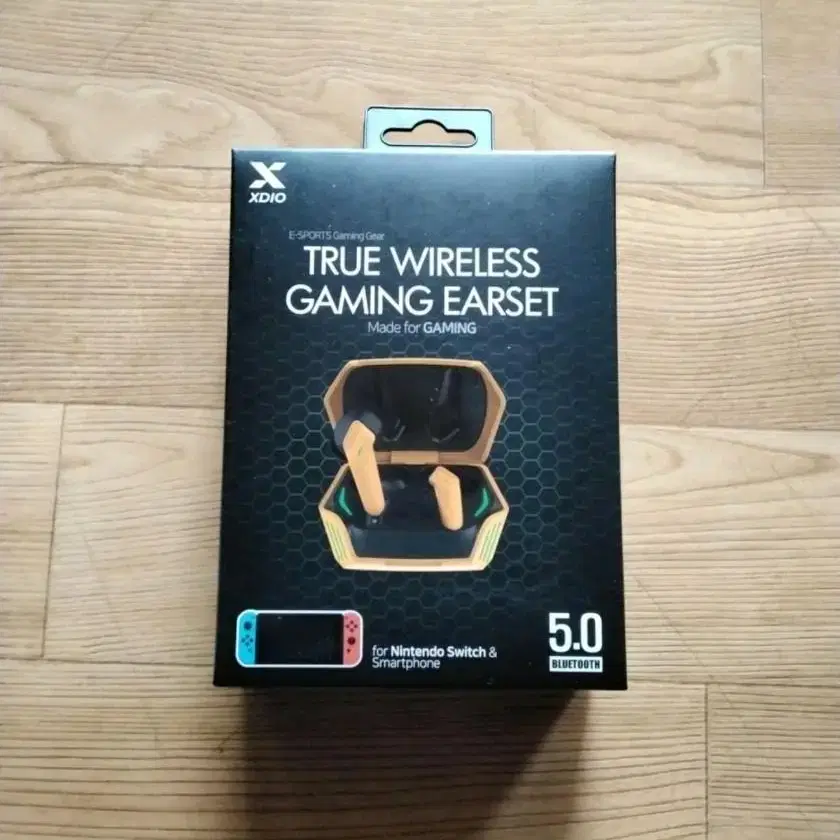 XDIO
E-SPORTS Gaming Gear
TRUE WIRELESS
GAMING EARSET
Made for GAMING
for Nintendo Switch &
Smartphone
5.0
BLUETOOTH